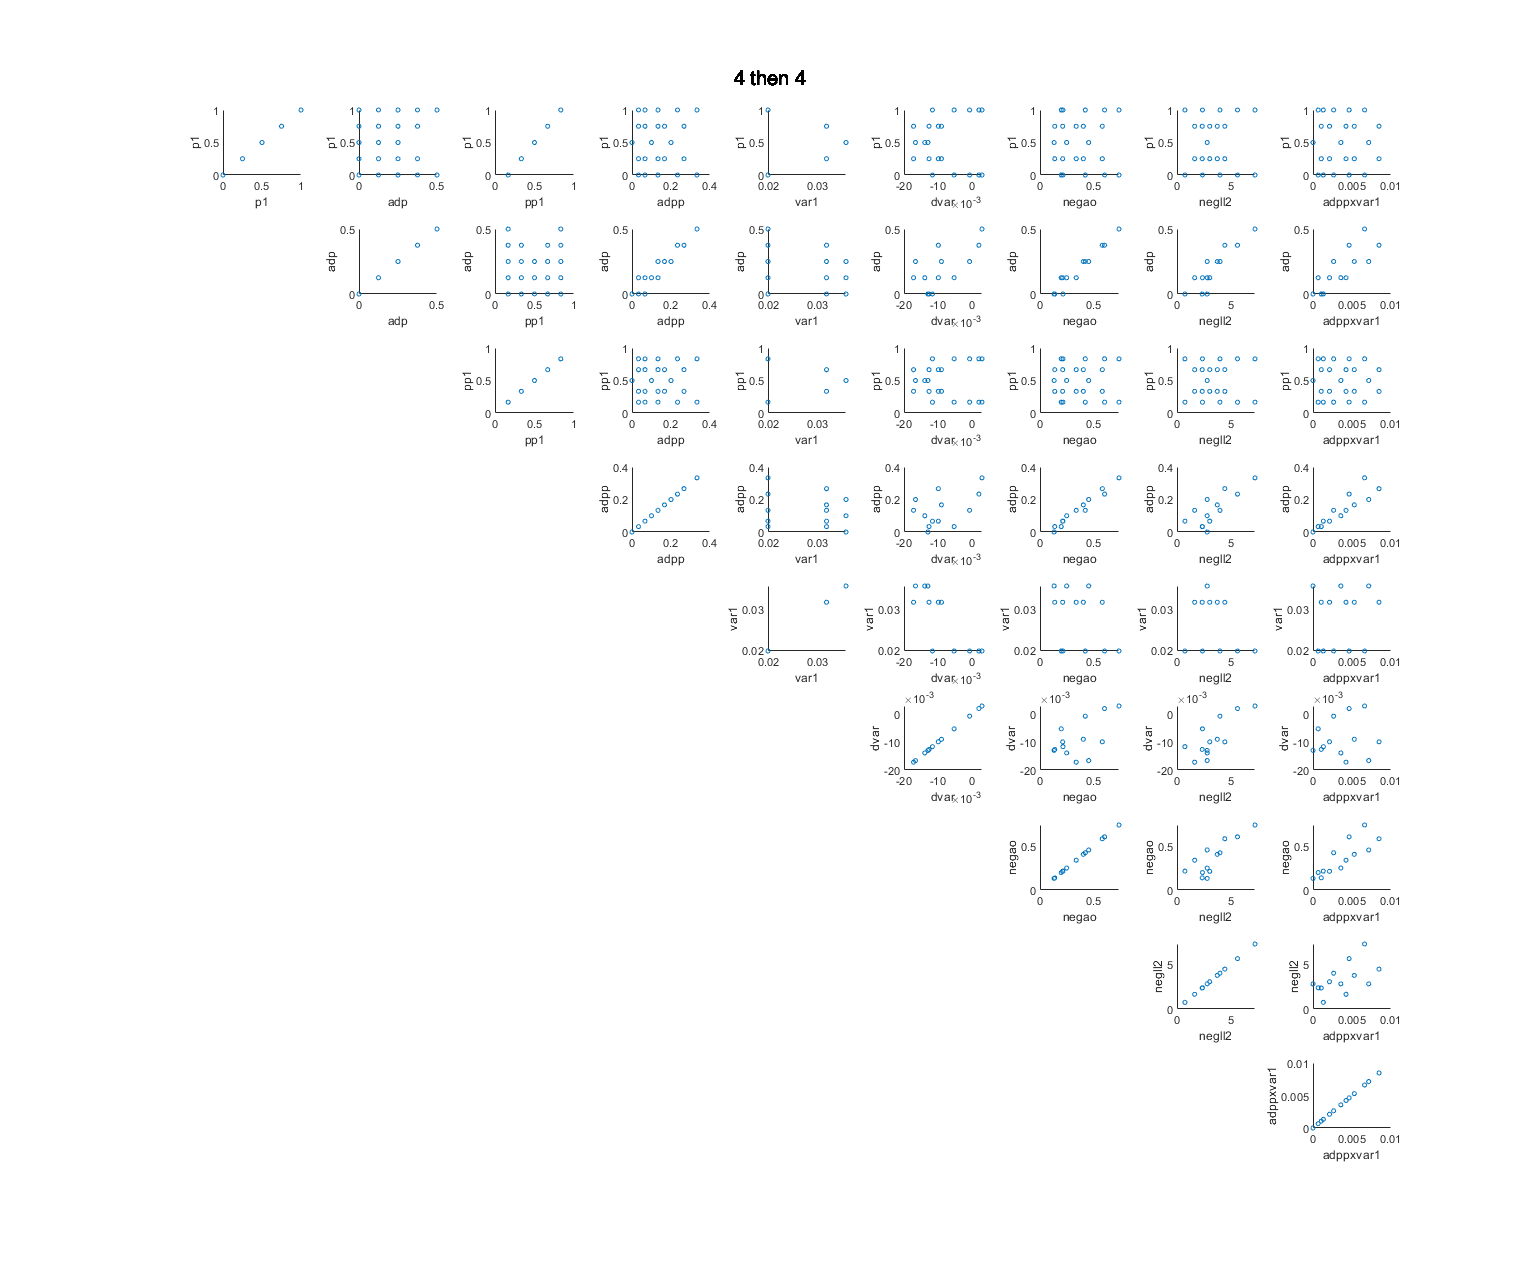 4 then 4
p1 1 0.5 0 0 0.5 1 p1
p1 1 0.5 0 0 0.5 adp
p1 1 0.5 0 0 0.5 1 pp1
p1 1 0.5 0 0 0.2 0.4 adpp
p1 1 0.5 0 0.02 0.03 var1
p1 1 0.5 0 -20 -10 0 dvar ×10-3
p1 1 0.5 0 0 0.5 negao
p1 1 0.5 0 0 5 negll2
p1 1 0.5 0 0 0.005 0.01 adppxvar1
adp 0.5 0 0 0.5 adp
adp 0.5 0 0 0.5 1 pp1
adp 0.5 0 0 0.2 0.4 adpp
adp 0.5 0 0.02 0.03 var1
adp 0.5 0 -20 -10 0 dvar ×10-3
adp 0.5 0 0 0.5 negao
adp 0.5 0 0 5 negll2
adp 0.5 0 0 0.005 0.01 adppxvar1
pp1 1 0.5 0 0 0.5 1 pp1
pp1 1 0.5 0 0 0.2 0.4 adpp
pp1 1 0.5 0 0.02 0.03 var1
pp1 1 0.5 0 -20 -10 0 dvar ×10-3
pp1 1 0.5 0 0 0.5 negao
pp1 1 0.5 0 0 5 negll2
pp1 1 0.5 0 0 0.005 0.01 adppxvar1
adpp 0.4 0.2 0 0 0.2 0.4 adpp
adpp 0.4 0.2 0 0.02 0.03 var1
adpp 0.4 0.2 0 -20 -10 0 dvar ×10-3
adpp 0.4 0.2 0 0 0.5 negao
adpp 0.4 0.2 0 0 5 negll2
adpp 0.4 0.2 0 0 0.005 0.01 adppxvar1
var1 0.03 0.02 0.02 0.03 var1
var1 0.03 0.02 -20 -10 0 dvar ×10-3
var1 0.03 0.02 0 0.5 negao
var1 0.03 0.02 0 5 negll2
var1 0.03 0.02 0 0.005 0.01 adppxvar1
×10-3 dvar 0 -10 -20 -20 -10 0 dvar ×10-3
×10-3 dvar 0 -10 -20 0 0.5 negao
×10-3 dvar 0 -10 -20 0 5 negll2
×10-3 dvar 0 -10 -20 0 0.005 0.01 adppxvar1
negao 0.5 0 0 0.5 negao
negao 0.5 0 0 5 negll2
negao 0.5 0 0 0.005 0.01 adppxvar1
negll2 5 0 0 5 negll2
negll2 5 0 0 0.005 0.01 adppxvar1
adppxvar1 0.01 0.005 0 0 0.005 0.01 adppxvar1